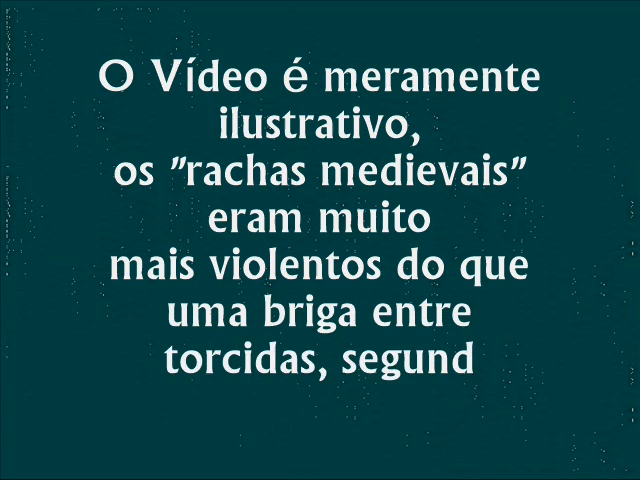 O Vídeo é meramente
ilustrativo,
os "rachas medievais"
eram muito
mais violentos do que
uma briga entre
torcidas, segund